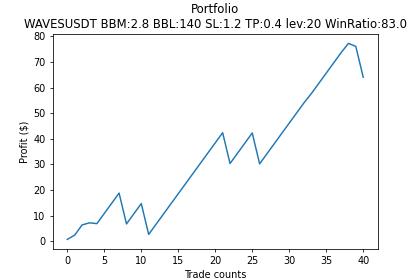 Portfolio
WAVESUSDT BBM:2.8 BBL:140 SL:1.2 TP:0.4 lev:20 WinRatio:83.0
80
70
60
50
40
30
20
10
0
Profit ($)
0 5 10 15 20 25 30 35 40
Trade counts